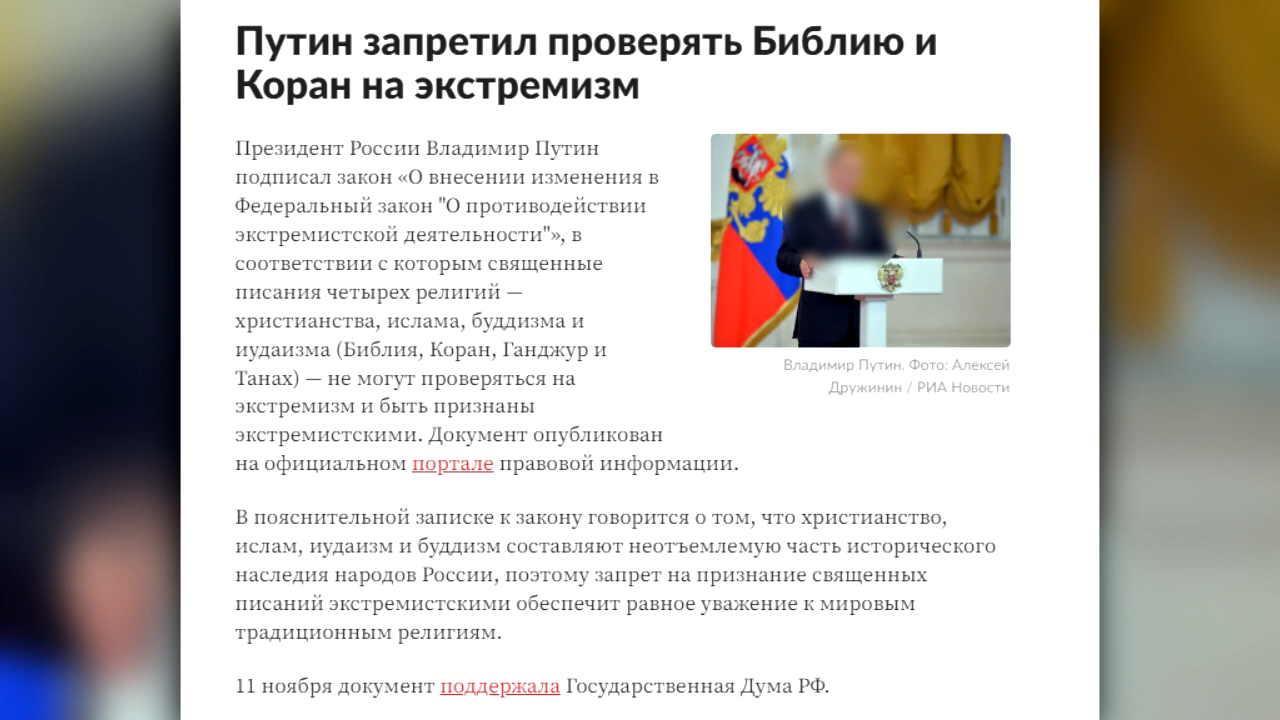 Путин запретил проверять Библию и
Коран на экстремизм
Президент России Владимир Путин
подписал закон «О внесении изменения в
Федеральный закон "О противодействии
экстремистской деятельности"», в
соответствии с которым священные
писания четырех религий —
христианства, ислама, буддизма и
иудаизма (Библия, Коран, Ганджур и
Танах) — не могут проверяться на
экстремизм и быть признаны
экстремистскими. Документ опубликован
на официальном портале правовой информации.
Владимир Путин. Фото: Алексей
Дружинин / РИА Новости
В пояснительной записке к закону говорится о том, что христианство,
ислам, иудаизм и буддизм составляют неотъемлемую часть исторического
наследия народов России, поэтому запрет на признание священных
писаний экстремистскими обеспечит равное уважение к мировым
традиционным религиям.
11 ноября документ поддержала Государственная Дума РФ.